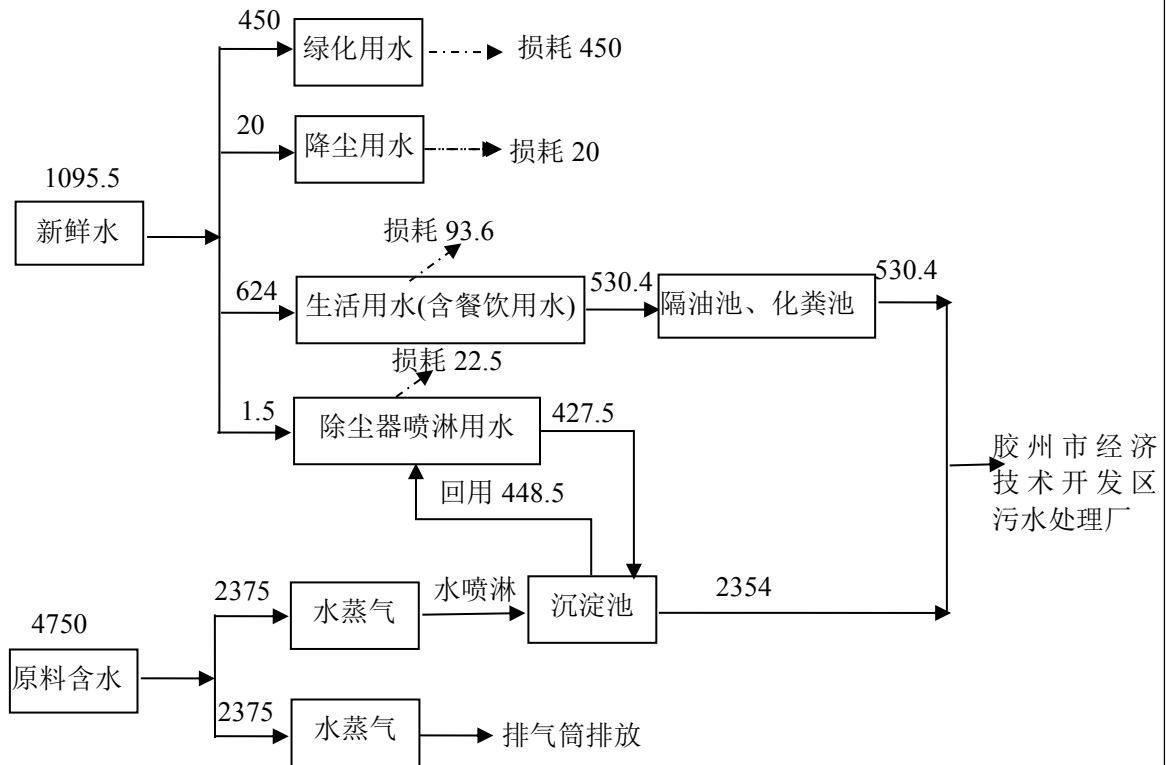 450
绿化用水
损耗 450
20
降尘用水
损耗 20
1095.5
新鲜水
损耗 93.6
624
生活用水(含餐饮用水)
530.4
隔油池、化粪池
530.4
损耗 22.5
1.5
除尘器喷淋用水
427.5
胶州市经济
技术开发区
污水处理厂
回用 448.5
2375
水蒸气
水喷淋
沉淀池
2354
4750
原料含水
2375
水蒸气
排气筒排放